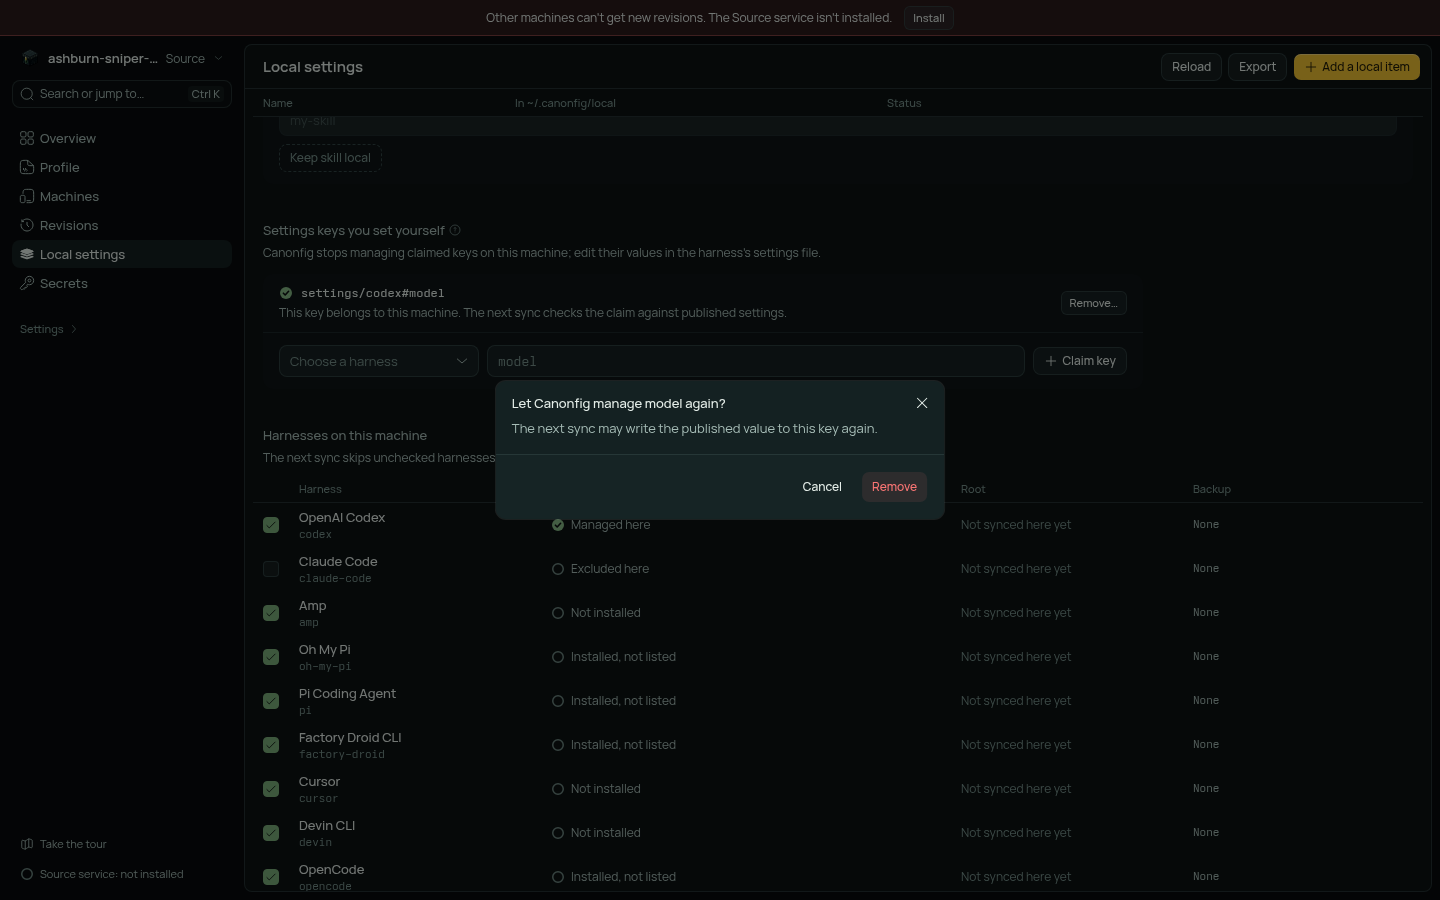 Other machines can't get new revisions. The Source service isn't installed.
Install
ashburn-sniper-... Source
Search or jump to...
Ctrl K
Overview
Profile
Machines
Revisions
Local settings
Secrets
Settings
Take the tour
Source service: not installed
Local settings
Reload
Export
Add a local item
Name
In ~/.canonfig/local
Status
my-skill
Keep skill local
Settings keys you set yourself
Canonfig stops managing claimed keys on this machine; edit their values in the harness's settings file.
settings/codex#model
This key belongs to this machine. The next sync checks the claim against published settings.
Remove...
Choose a harness
model
Claim key
Let Canonfig manage model again?
The next sync may write the published value to this key again.
Cancel
Remove
Harnesses on this machine
The next sync skips unchecked harnesses
Harness
Root
Backup
OpenAI Codex
codex
Managed here
Not synced here yet
None
Claude Code
claude-code
Excluded here
Not synced here yet
None
Amp
amp
Not installed
Not synced here yet
None
Oh My Pi
oh-my-pi
Installed, not listed
Not synced here yet
None
Pi Coding Agent
pi
Installed, not listed
Not synced here yet
None
Factory Droid CLI
factory-droid
Installed, not listed
Not synced here yet
None
Cursor
cursor
Not installed
Not synced here yet
None
Devin CLI
devin
Not installed
Not synced here yet
None
OpenCode
opencode
Installed, not listed
Not synced here yet
None